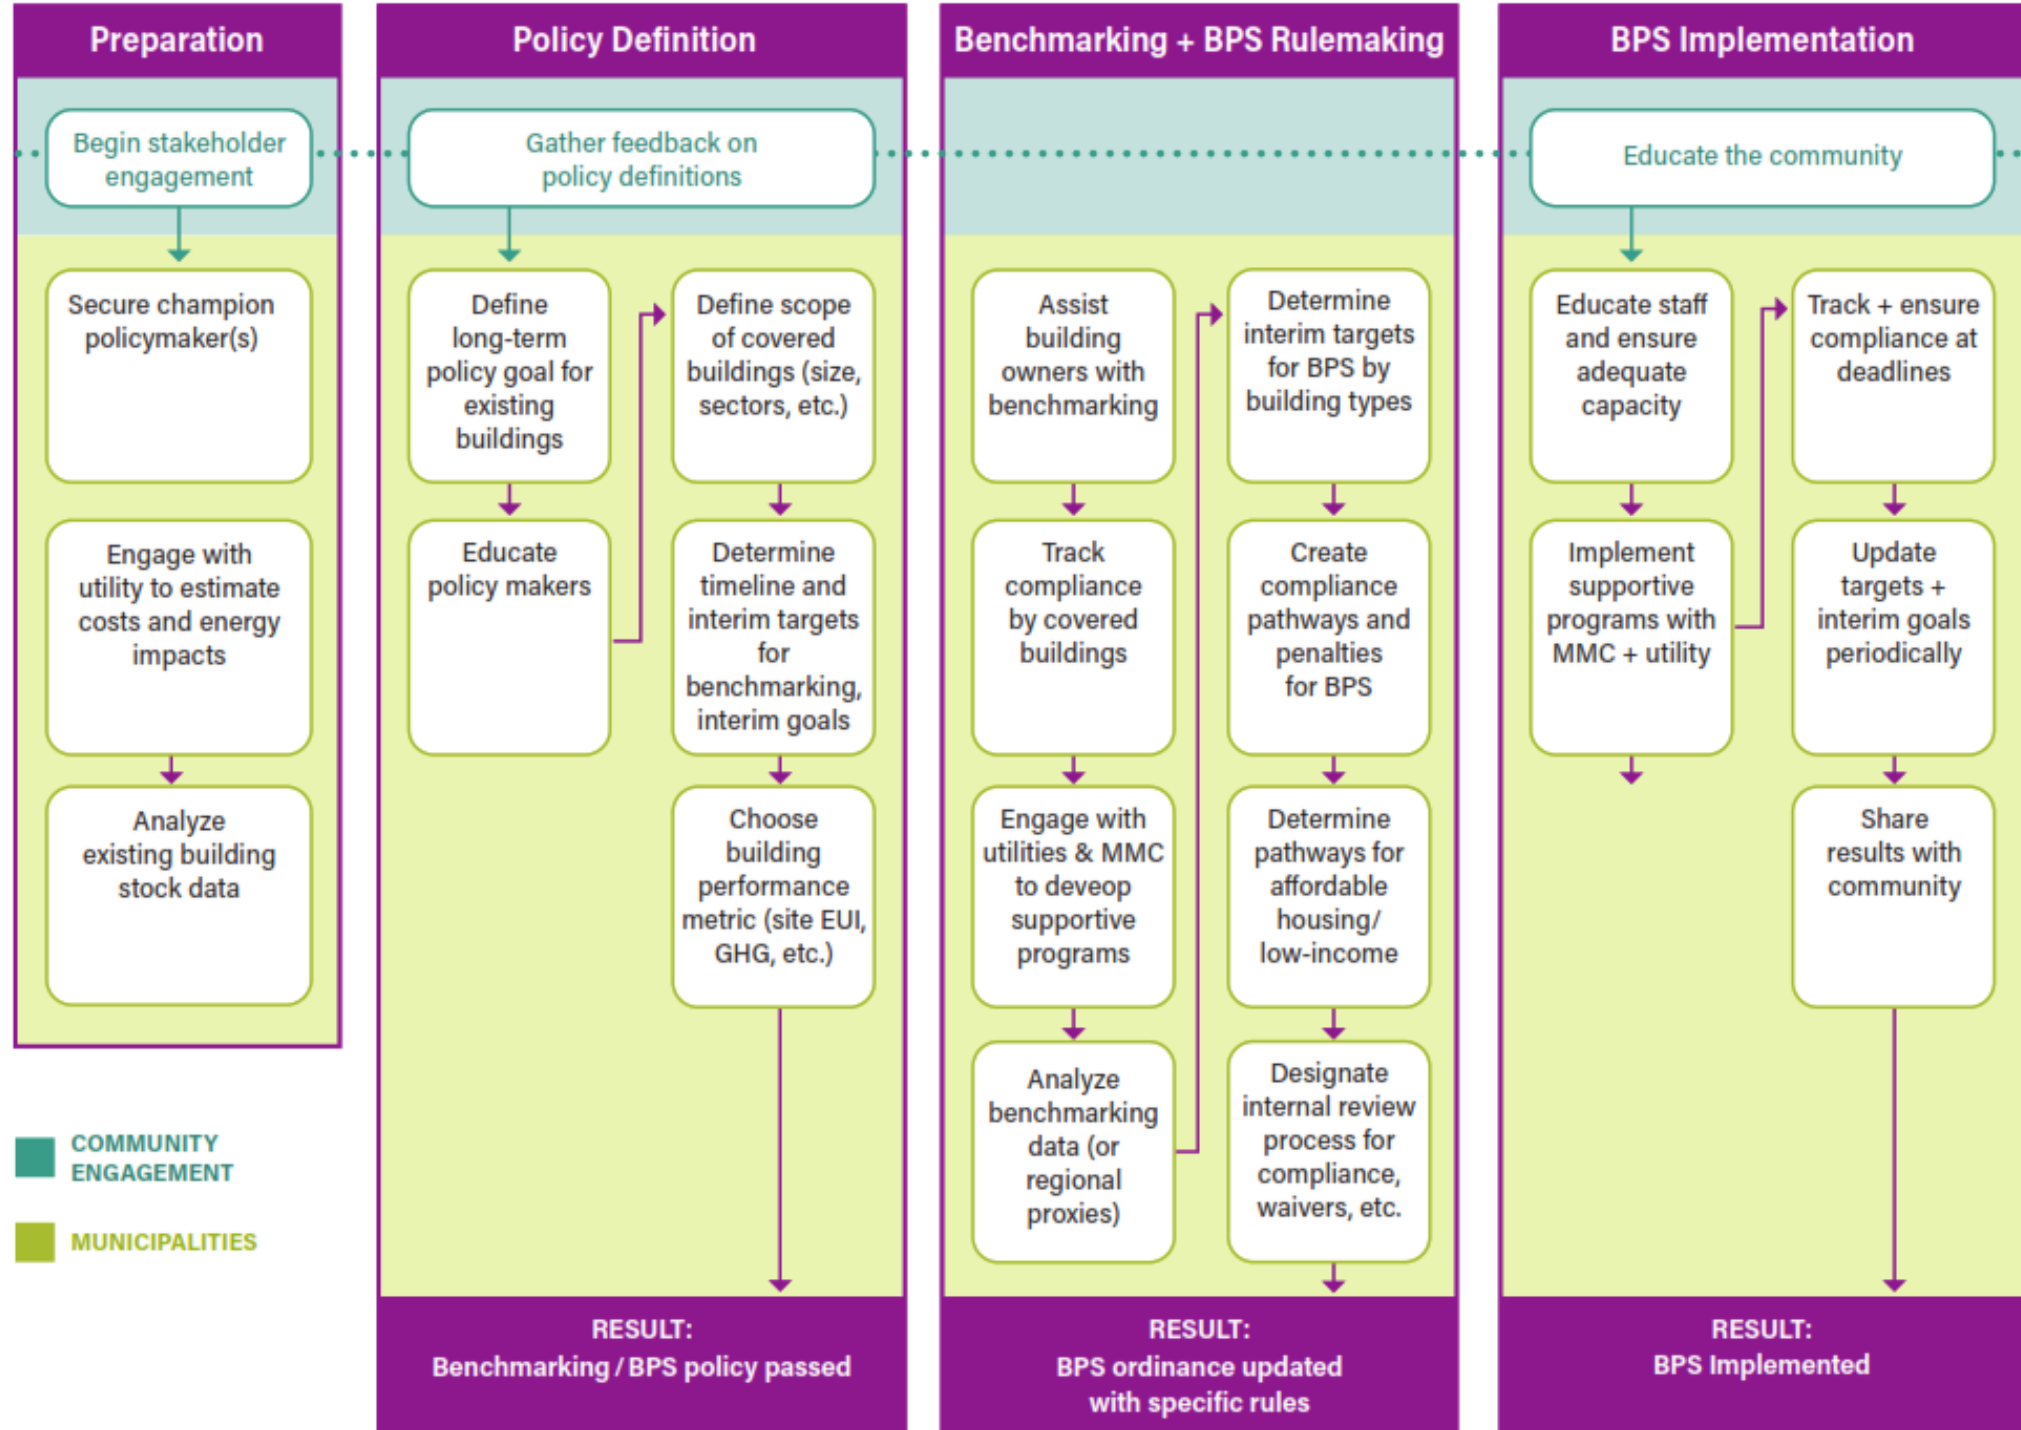 Preparation
Begin stakeholder
engagement
Secure champion
policymaker(s)
Engage with
utility to estimate
costs and energy
impacts
Analyze
existing building
stock data
COMMUNITY
ENGAGEMENT
MUNICIPALITIES
Policy Definition
Gather feedback on
policy definitions
Define
long-term
policy goal for
existing
buildings
Educate
policy makers
Define scope
of covered
buildings (size,
sectors, etc.)
Determine
timeline and
interim targets
for
benchmarking,
interim goals
Choose
building
performance
metric (site EUI,
GHG, etc.)
RESULT:
Benchmarking / BPS policy passed
Benchmarking + BPS Rulemaking
Assist
building
owners with
benchmarking
Track
compliance
by covered
buildings
Engage with
utilities & MMC
to deveop
supportive
programs
Analyze
benchmarking
data (or
regional
proxies)
Determine
interim targets
for BPS by
building types
Create
compliance
pathways and
penalties
for BPS
Determine
pathways for
affordable
housing/
low-income
Designate
internal review
process for
compliance,
waivers, etc.
RESULT:
BPS ordinance updated
with specific rules
BPS Implementation
Educate the community
Educate staff
and ensure
adequate
capacity
Implement
supportive
programs with
MMC + utility
Track + ensure
compliance at
deadlines
Update
targets +
interim goals
periodically
Share
results with
community
RESULT:
BPS Implemented